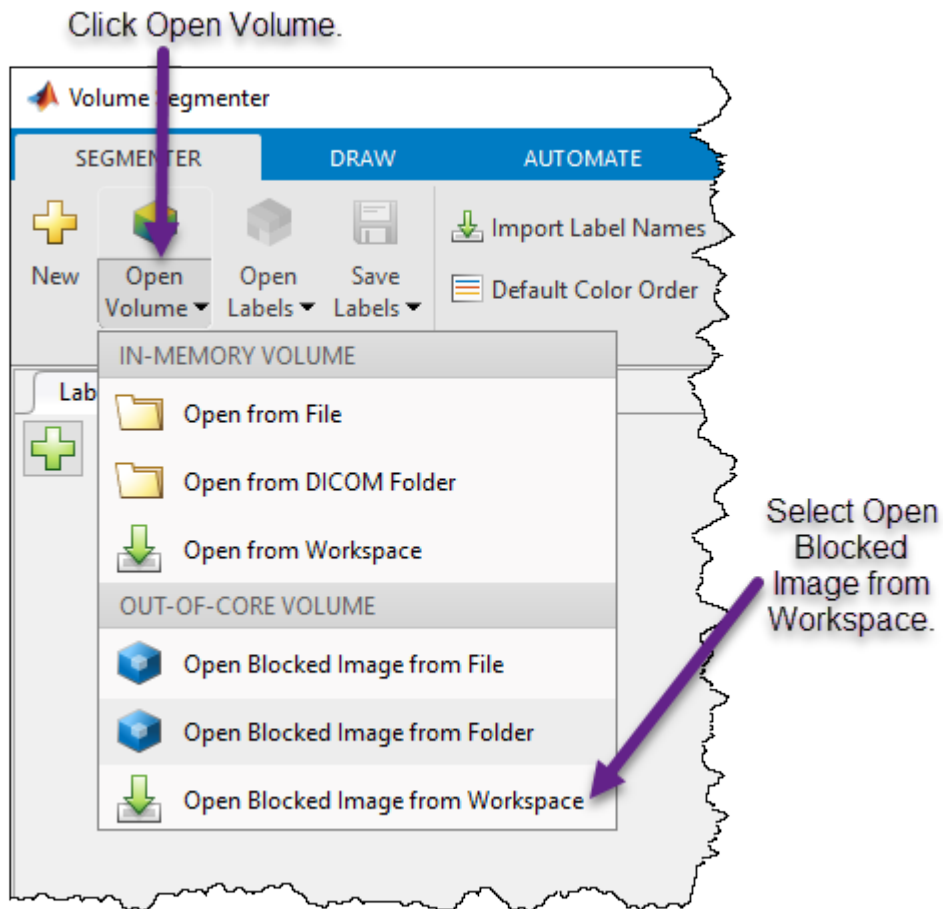 Click Open Volume.
Volume Segmenter
SEGMENTER DRAW AUTOMATE
New
Open
Volume
Open
Labels
Save
Labels
Import Label Names
Default Color Order
Lab
IN-MEMORY VOLUME
Open from File
Open from DICOM Folder
Open from Workspace
OUT-OF-CORE VOLUME
Open Blocked Image from File
Open Blocked Image from Folder
Open Blocked Image from Workspace
Select Open
Blocked
Image from
Workspace.